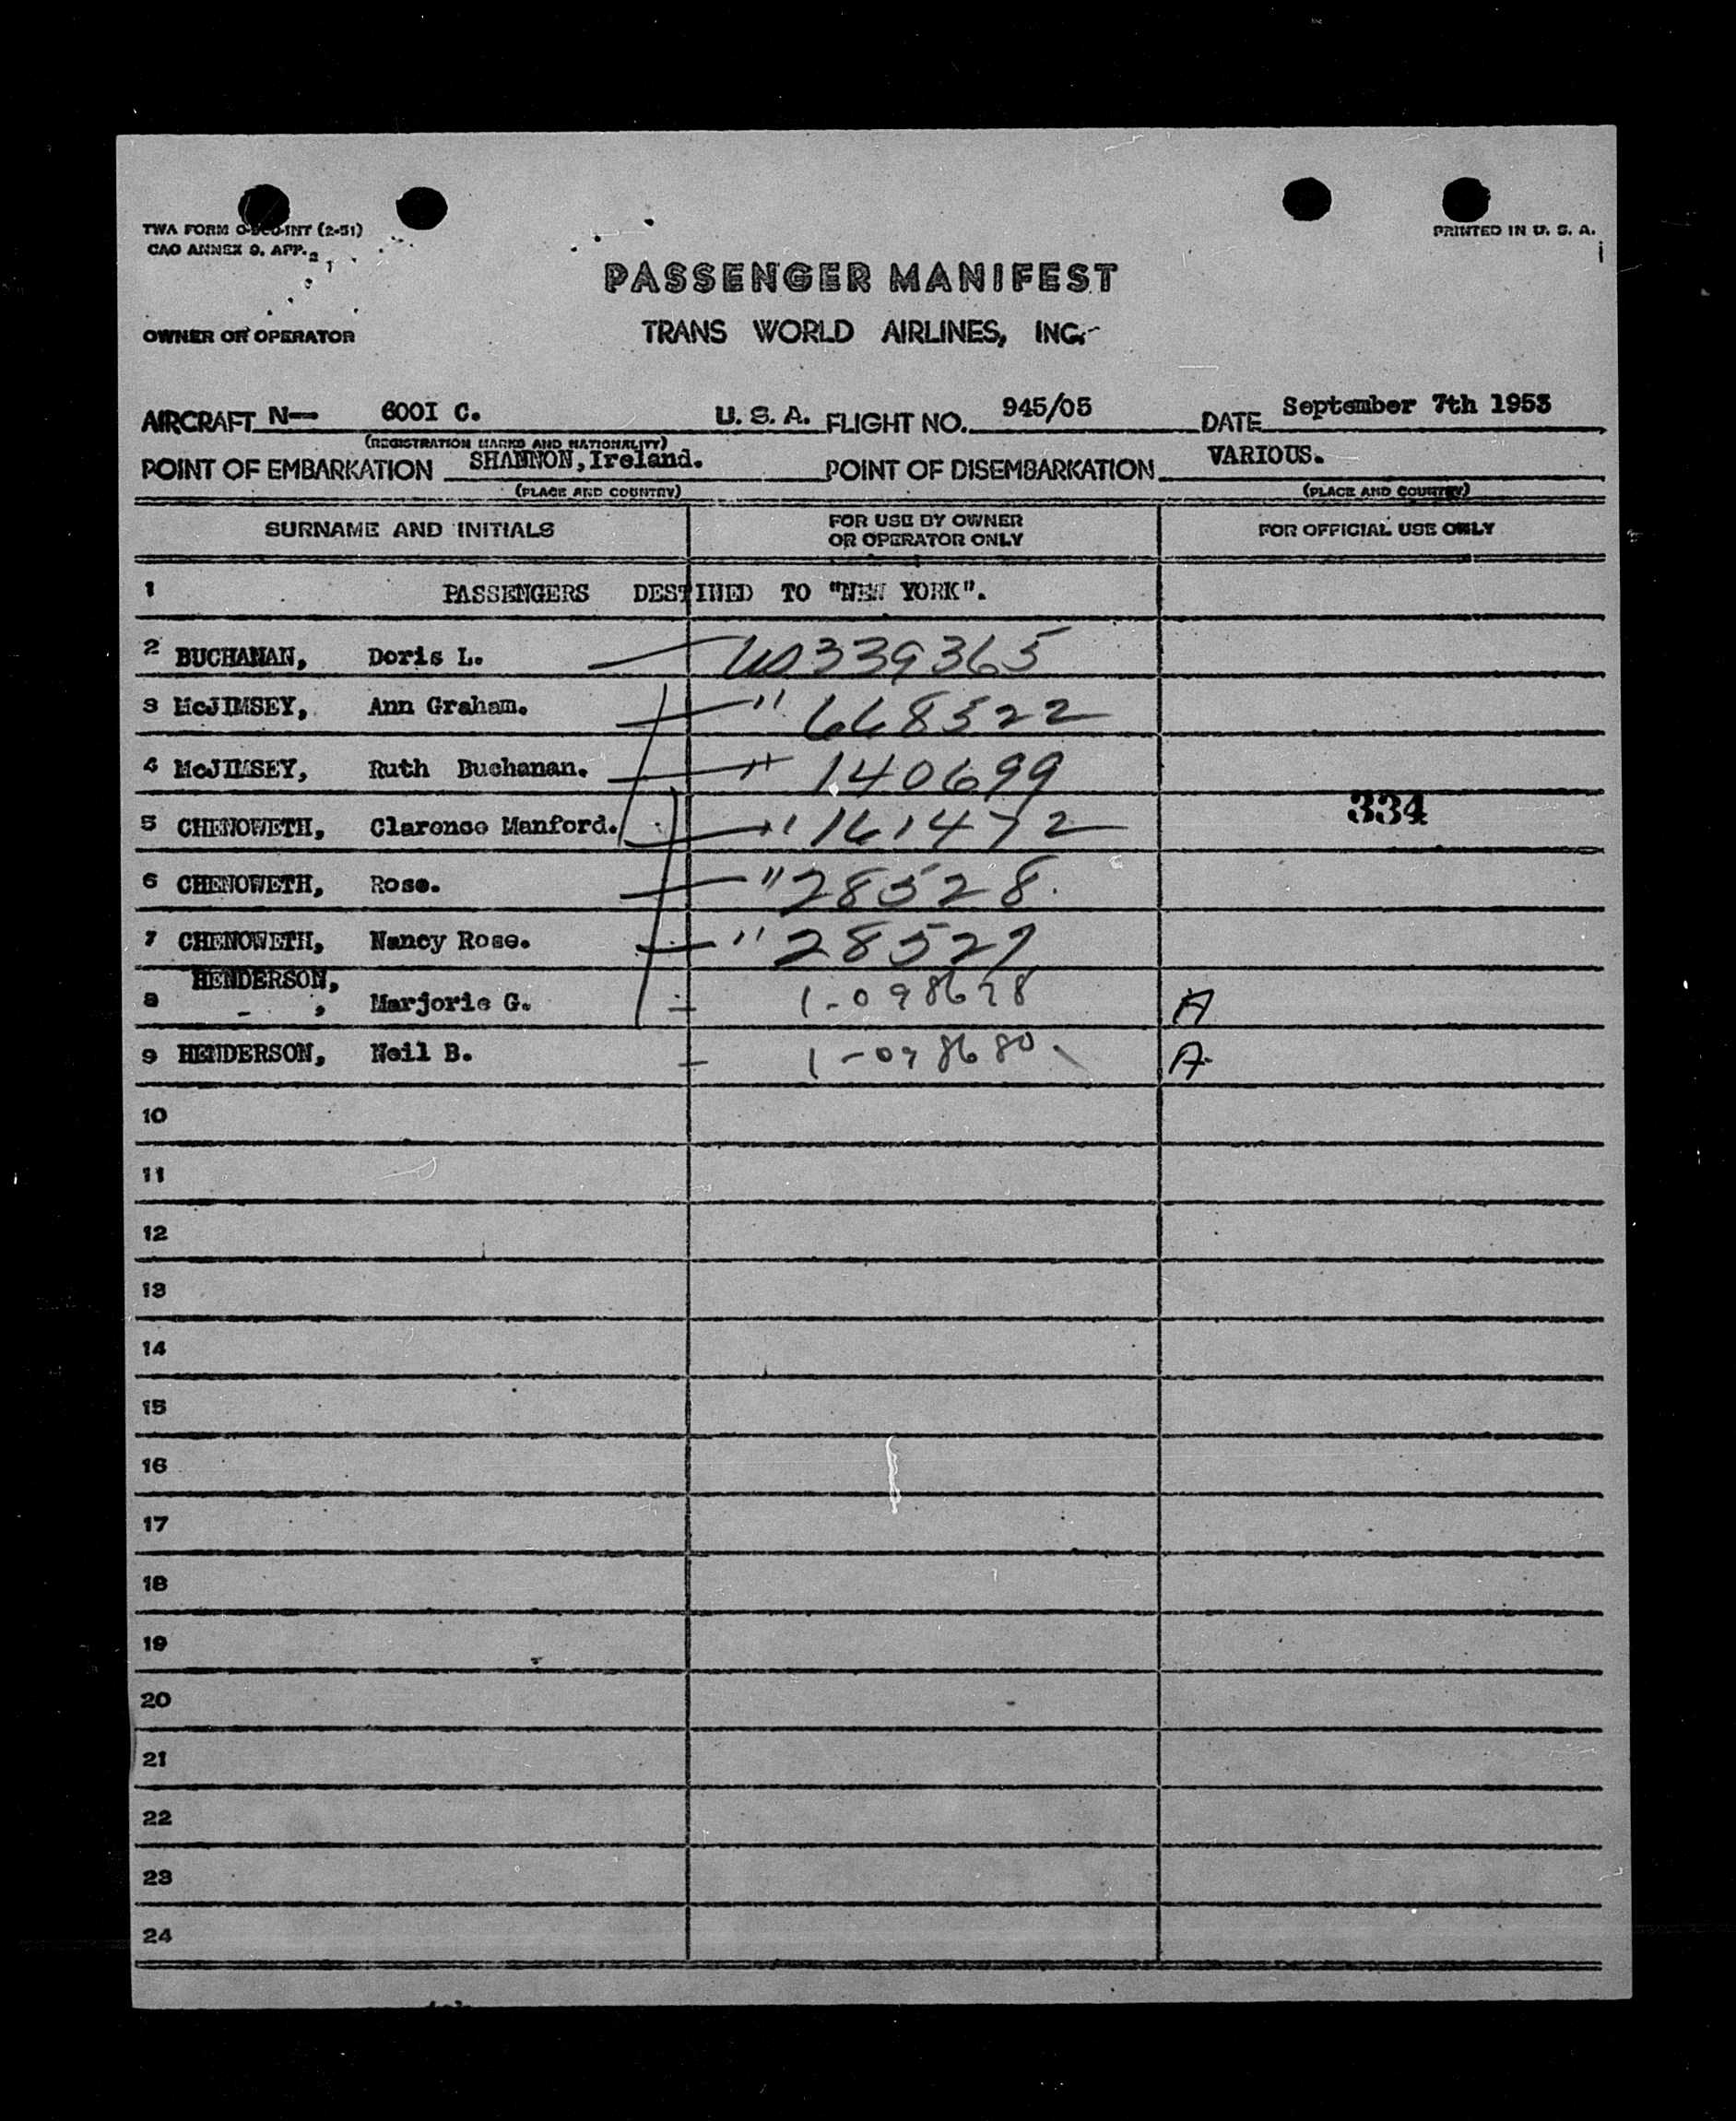 TWA FORM (2-51)
PRINTED IN U. S. A.
CAO ANNEX 9. APP. 2
PASSENGER MANIFEST
OWNER OR OPERATOR TRANS WORLD AIRLINES, INC.
AIRCRAFT N— 600I C. U. S. A. FLIGHT NO. 945/05 DATE September 7th 1953
(REGISTRATION MARKS AND NATIONALITY)
POINT OF EMBARKATION SHANNON, Ireland. POINT OF DISEMBARKATION VARIOUS.
(PLACE AND COUNTRY) (PLACE AND COUNTRY)
SURNAME AND INITIALS FOR USE BY OWNER OR OPERATOR ONLY FOR OFFICIAL USE ONLY
1 PASSENGERS DESTINED TO "NEW YORK".
2 BUCHANAN, Doris L. 339365
3 McJIMSEY, Ann Graham. " 668522
4 McJIMSEY, Ruth Buchanan. " 140699
5 CHENOWETH, Clarence Manford. " 161472 334
6 CHENOWETH, Rose. " 28528
7 CHENOWETH, Nancy Rose. "
HENDERSON,
8 - , Marjorie G. A
9 HENDERSON, Neil B. 1-098680 A
10
11
12
13
14
15
16
17
18
19
20
21
22
23
24